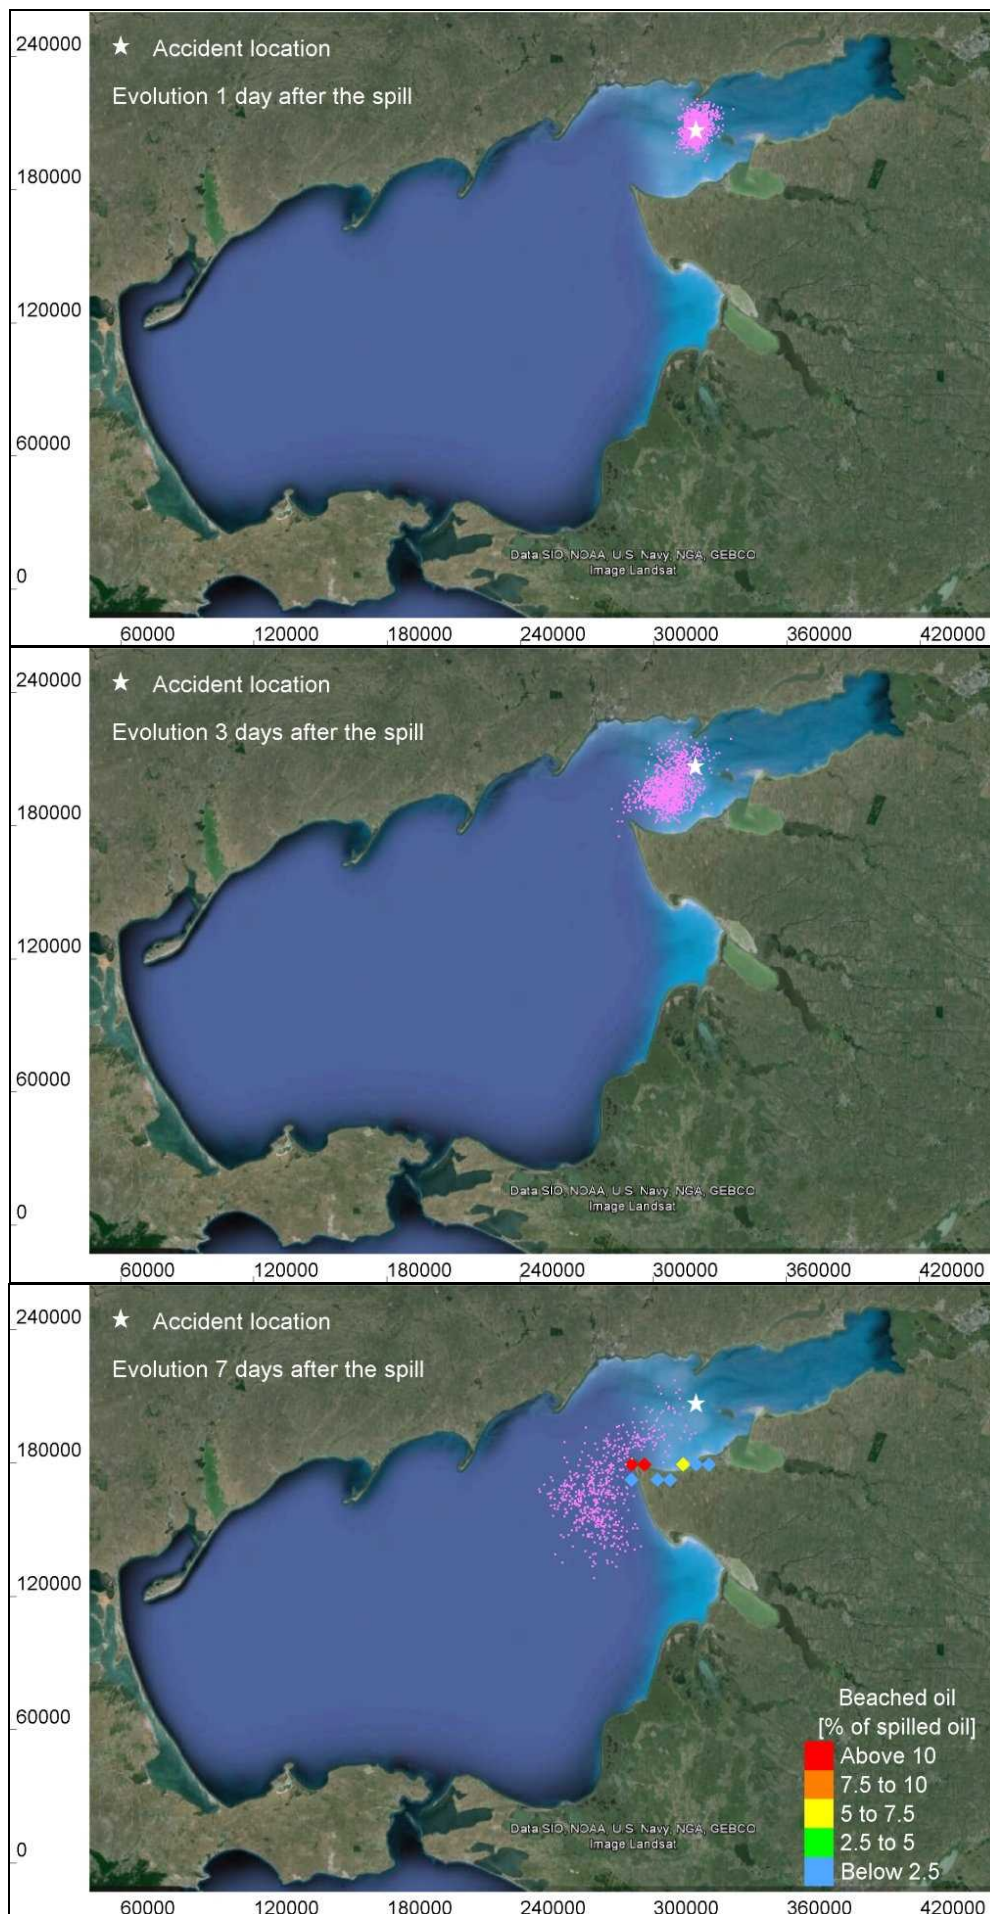 240000
★ Accident location
Evolution 1 day after the spill
180000
120000
60000
Data SIO, NOAA, U.S. Navy, NGA, GEBCO
Image Landsat
0
60000 120000 180000 240000 300000 360000 420000
240000
★ Accident location
Evolution 3 days after the spill
180000
120000
60000
Data SIO, NOAA, U.S. Navy, NGA, GEBCO
Image Landsat
0
60000 120000 180000 240000 300000 360000 420000
240000
★ Accident location
Evolution 7 days after the spill
180000
120000
60000
Beached oil
[% of spilled oil]
Above 10
7.5 to 10
5 to 7.5
2.5 to 5
Below 2.5
Data SIO, NOAA, U.S. Navy, NGA, GEBCO
Image Landsat
0
60000 120000 180000 240000 300000 360000 420000